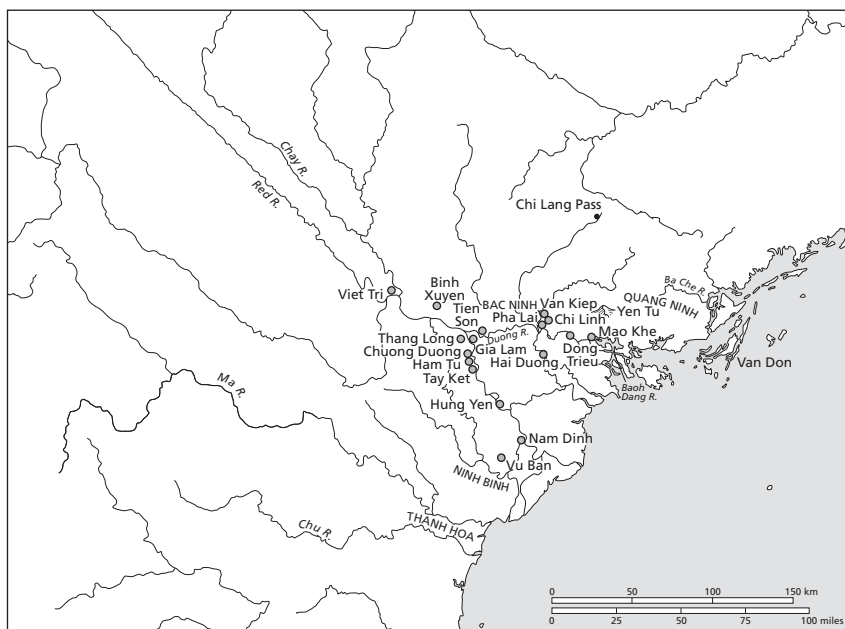 Chay R.
Red R.
Chi Lang Pass
Ba Che R.
Viet Tri
Binh
Xuyen
Tien
Son
BAC NINH
Van Kiep
QUANG NINH
Yen Tu
Pha Lai
Chi Linh
Mao Khe
Thang Long
Duong R.
Chuong Duong
Gia Lam
Dong
Trieu
Ham Tu
Hai Duong
Van Don
Tay Ket
Baoh
Dang R.
Ma R.
Hung Yen
Nam Dinh
Vu Ban
NINH BINH
Chu R.
THANH HOA
0 50 100 150 km
0 25 50 75 100 miles